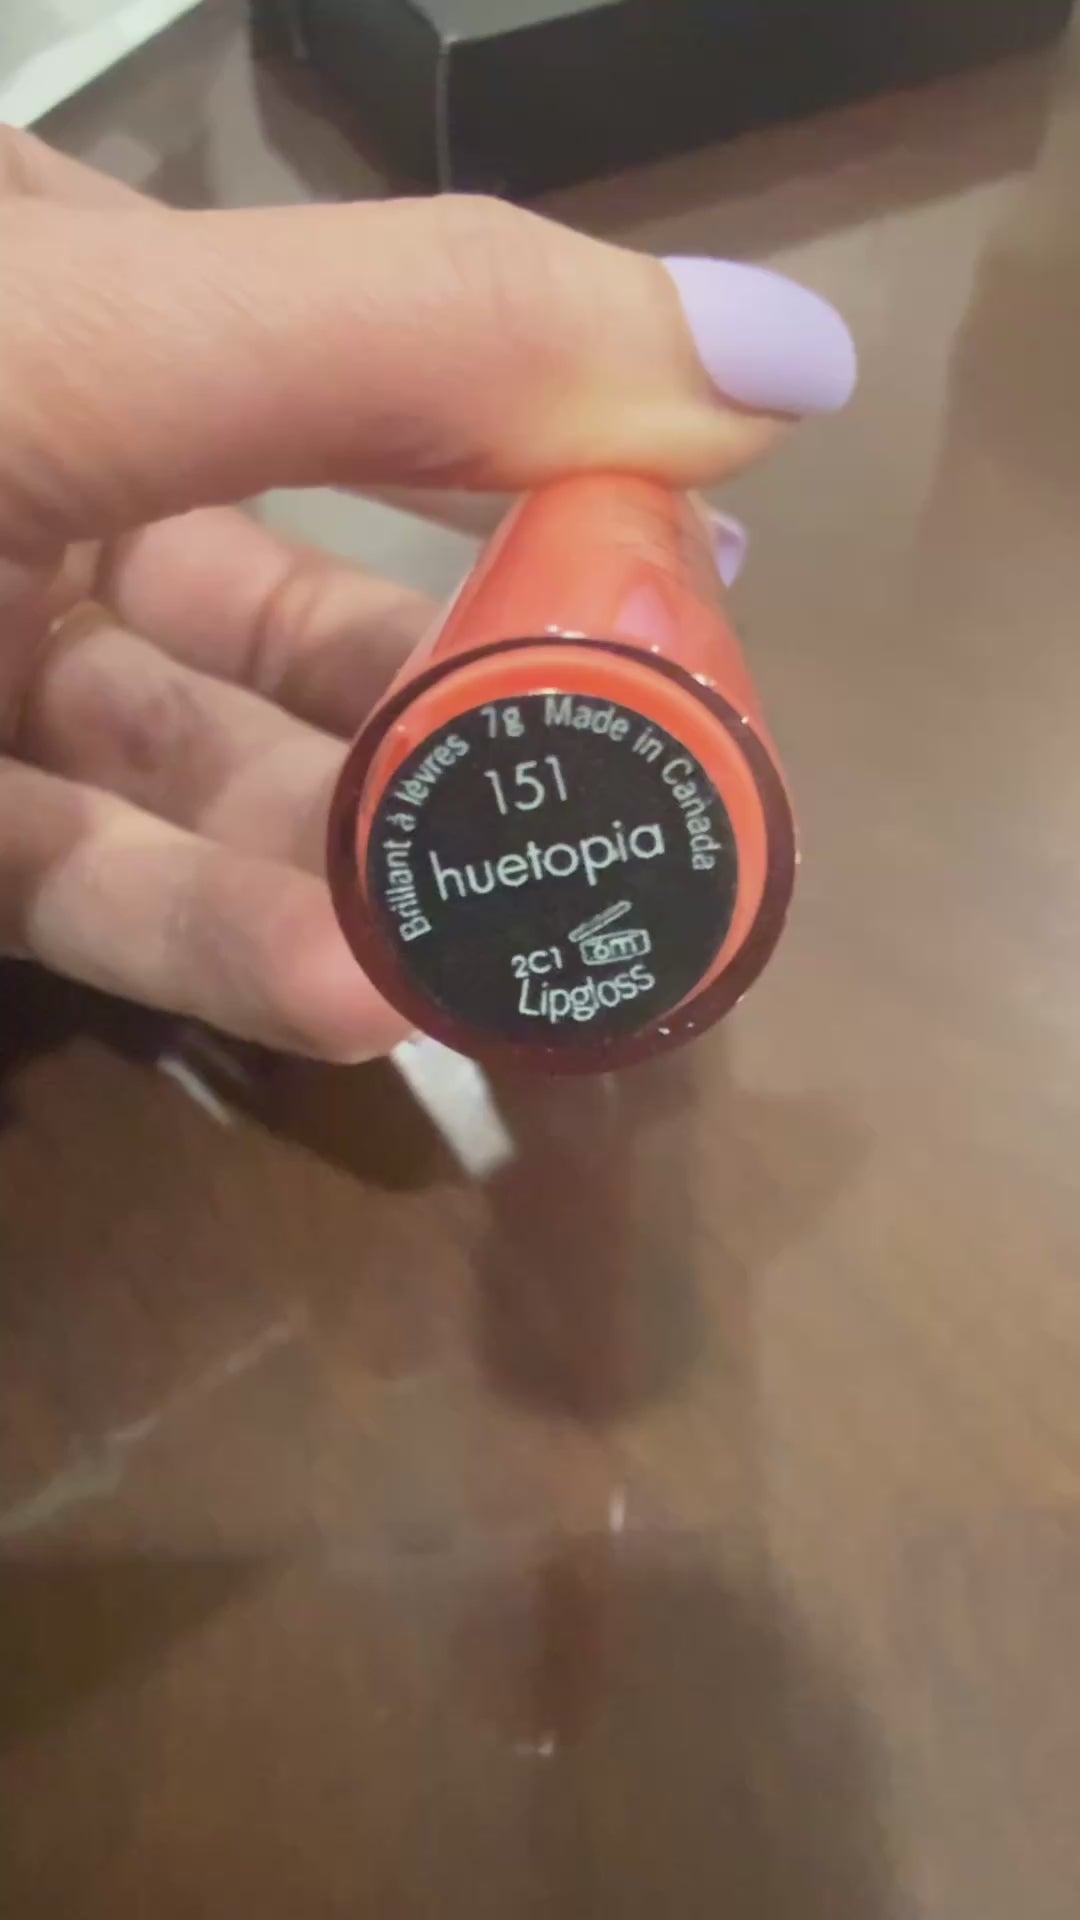 Brillant à lèvres 7g Made in Canada
151
huetopia
2C1 6m
Lipgloss